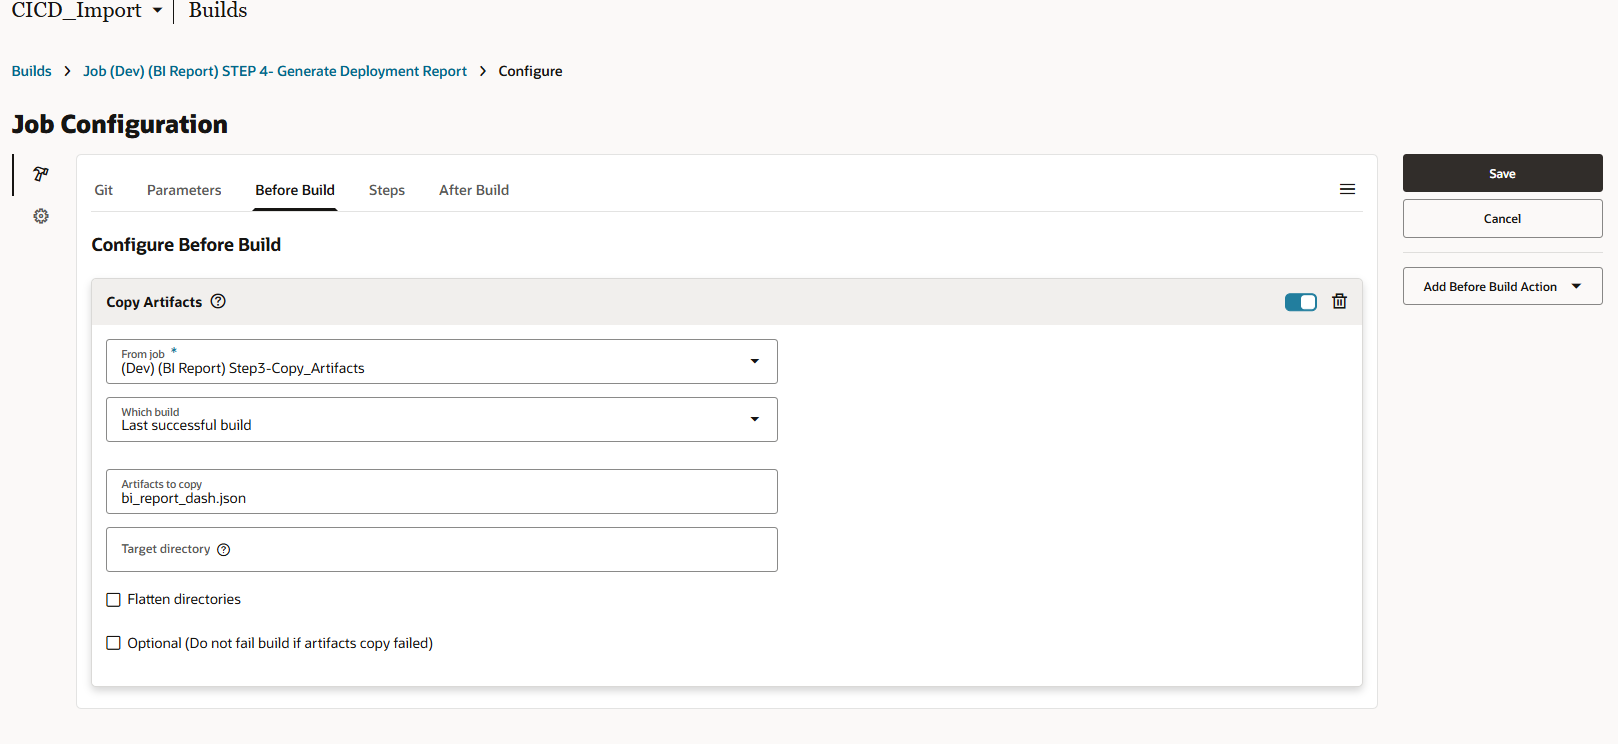 CICD_Import
Builds
Builds > Job (Dev) (BI Report) STEP 4- Generate Deployment Report > Configure
Job Configuration
Git Parameters Before Build Steps After Build
Save
Cancel
Add Before Build Action
Configure Before Build
Copy Artifacts ?
From job *
(Dev) (BI Report) Step3-Copy_Artifacts
Which build
Last successful build
Artifacts to copy
bi_report_dash.json
Target directory ?
Flatten directories
Optional (Do not fail build if artifacts copy failed)